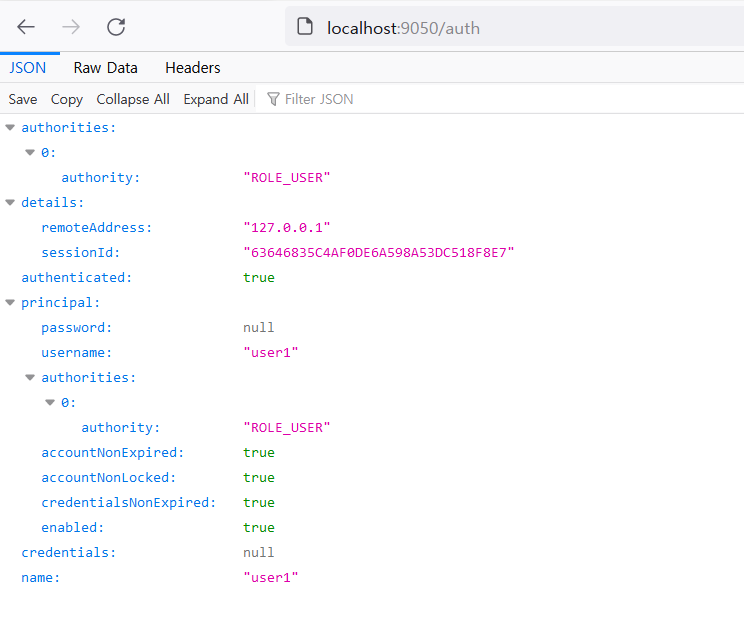 localhost:9050/auth
JSON Raw Data Headers
Save Copy Collapse All Expand All Filter JSON
authorities:
0:
authority: "ROLE_USER"
details:
remoteAddress: "127.0.0.1"
sessionId: "63646835C4AF0DE6A598A53DC518F8E7"
authenticated: true
principal:
password: null
username: "user1"
authorities:
0:
authority: "ROLE_USER"
accountNonExpired: true
accountNonLocked: true
credentialsNonExpired: true
enabled: true
credentials: null
name: "user1"